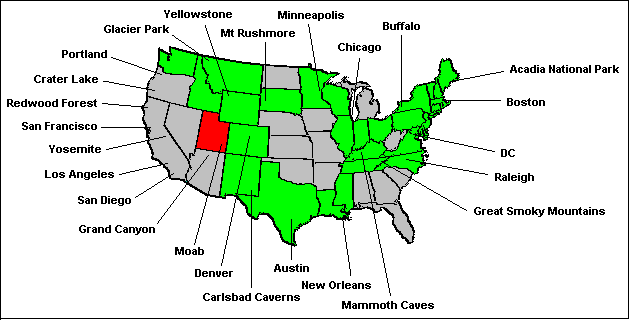 Yellowstone
Minneapolis
Glacier Park
Mt Rushmore
Buffalo
Chicago
Portland
Acadia National Park
Crater Lake
Redwood Forest
Boston
San Francisco
Yosemite
DC
Los Angeles
Raleigh
San Diego
Great Smoky Mountains
Grand Canyon
Moab
Denver
Austin
New Orleans
Carlsbad Caverns
Mammoth Caves